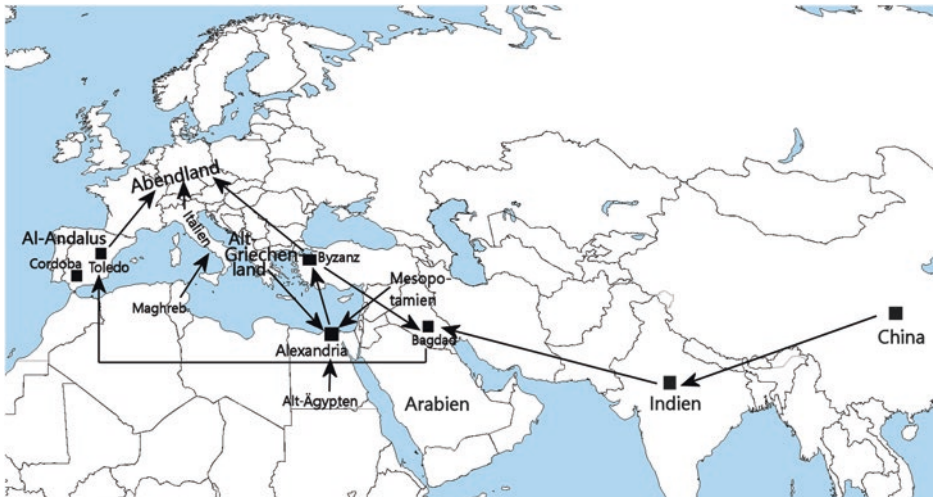 Abendland
Italien
Al-Andalus
Cordoba
Toledo
Alt
Griechen
land
Byzanz
Mesopo-
tamien
Maghreb
Alexandria
Bagdad
Alt-Ägypten
Arabien
Indien
China